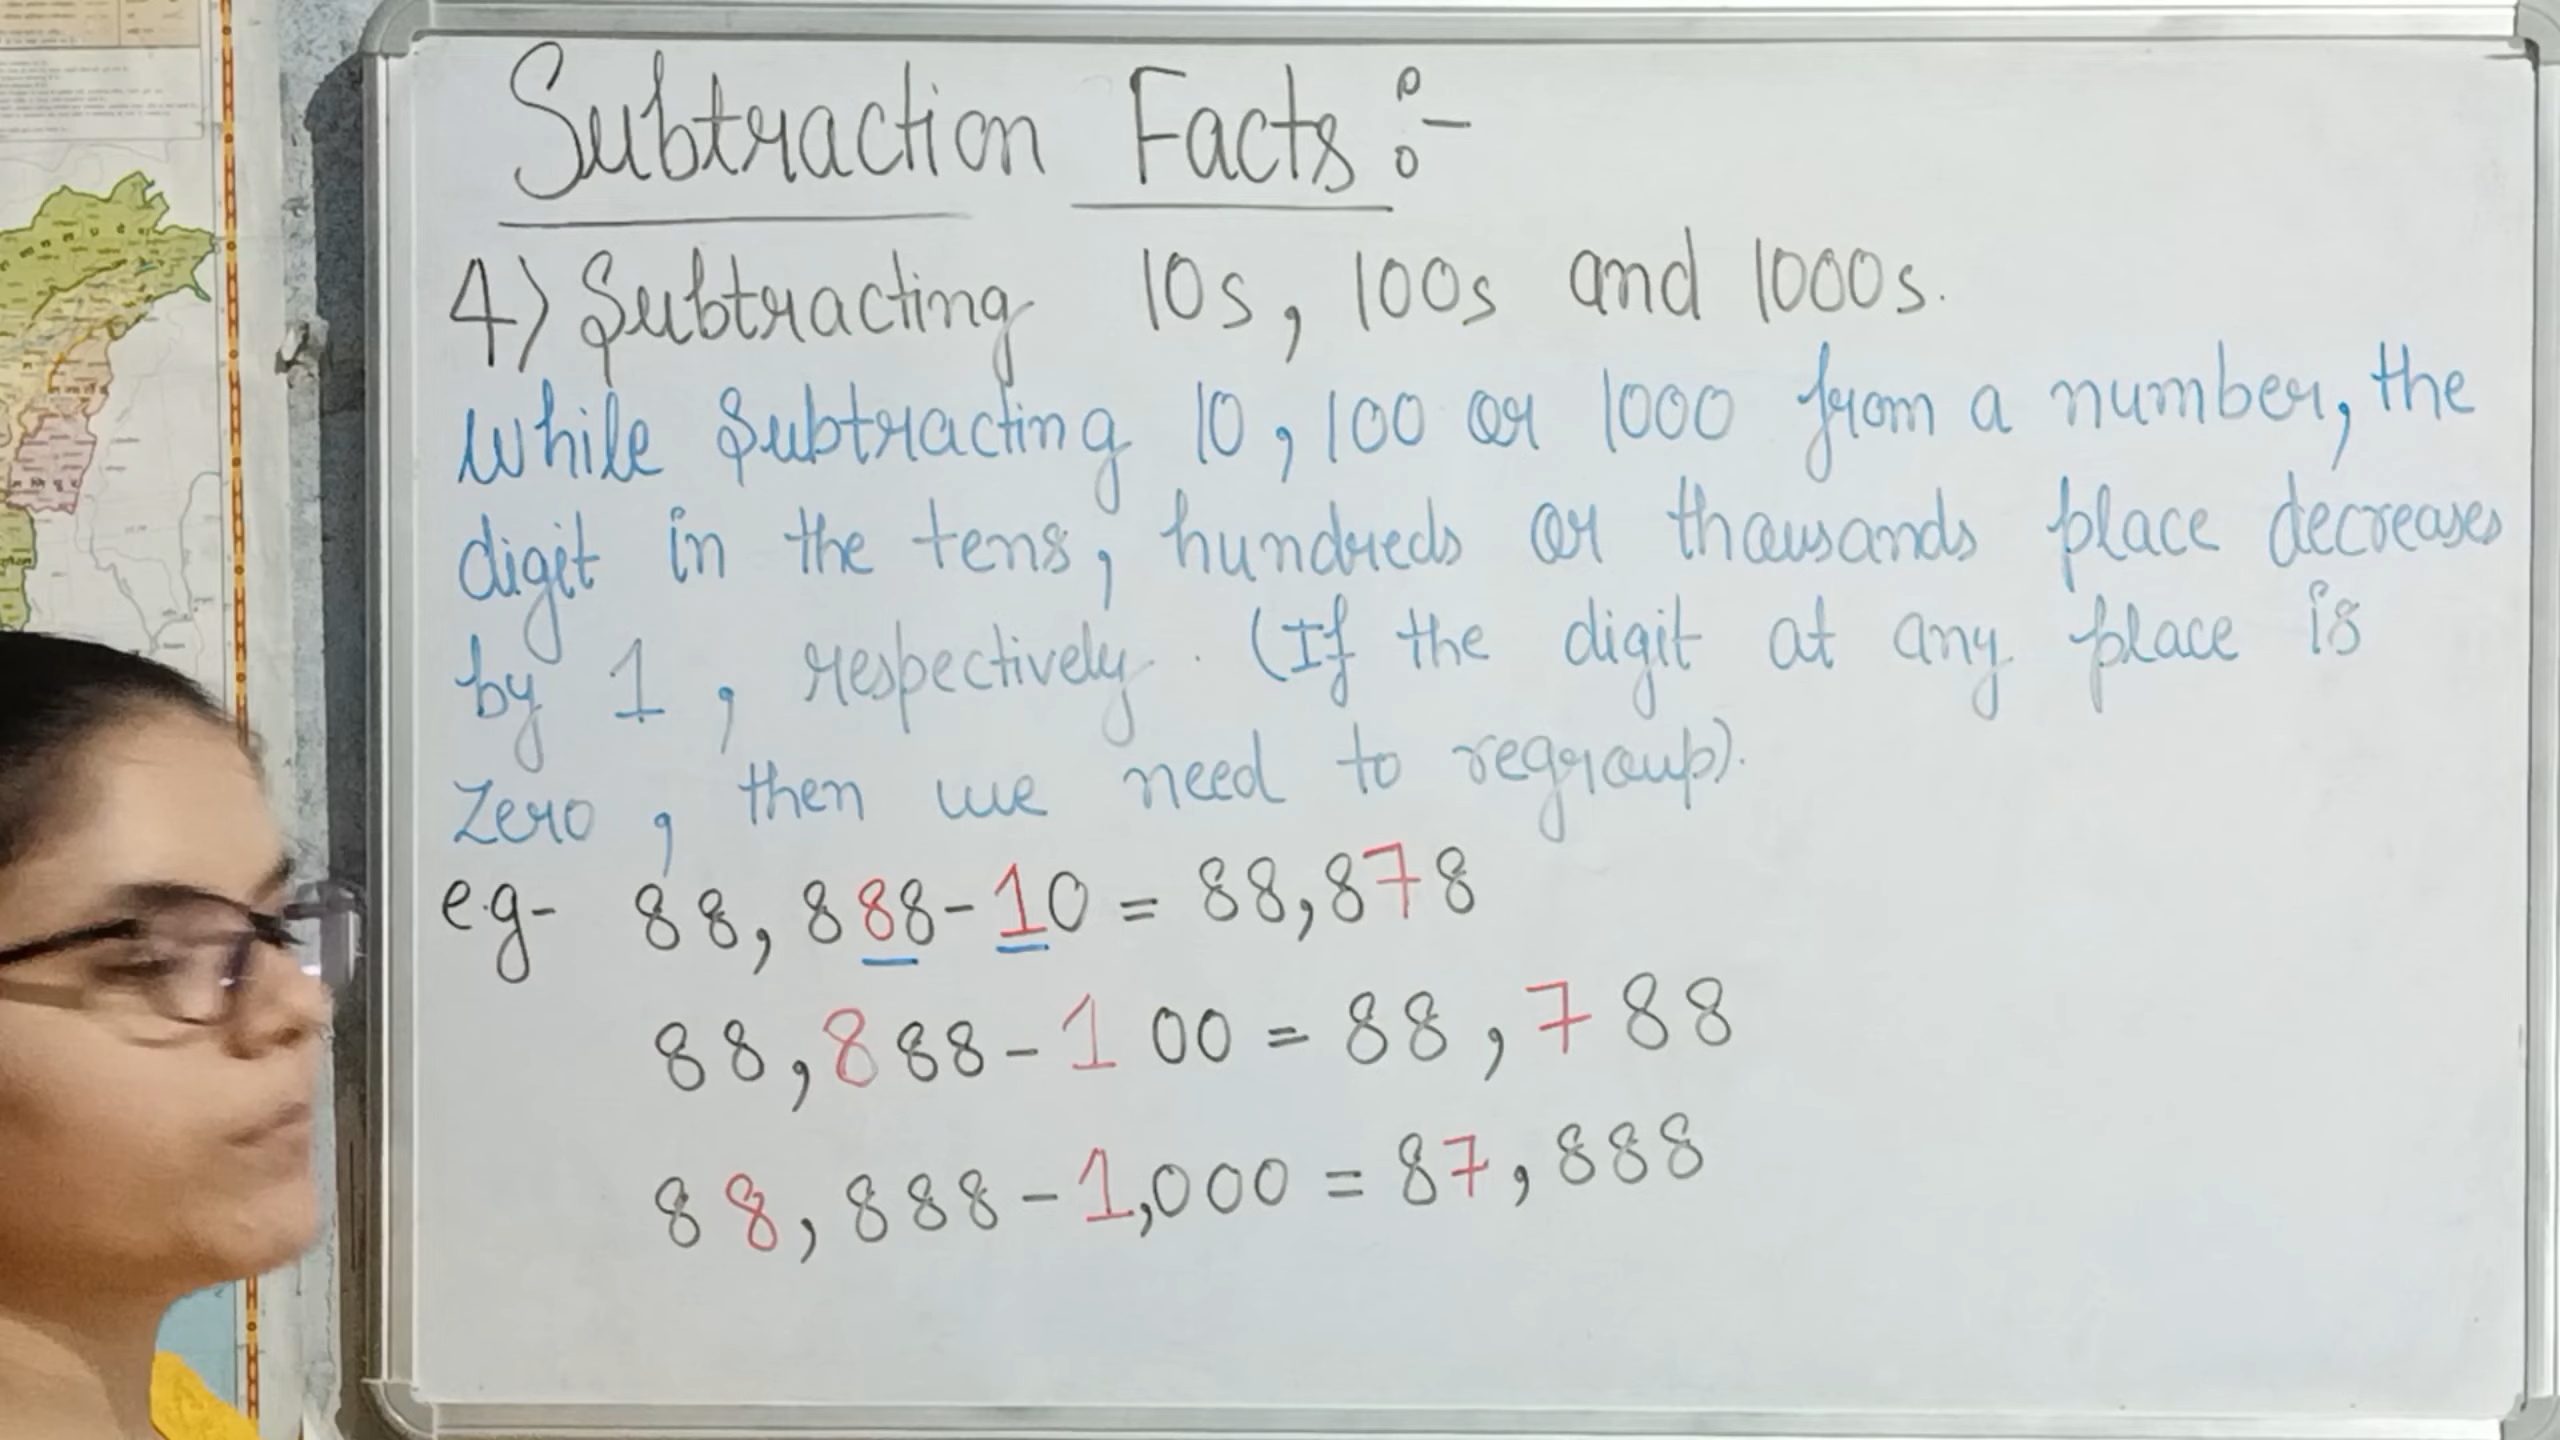 Subtraction Facts :-
4) Subtracting 10s, 100s and 1000s.
While Subtracting 10, 100 or 1000 from a number, the
digit in the tens, hundreds or thousands place decreases
by 1, respectively. (If the digit at any place is
Zero, then we need to regroup).
e.g- 88,888-10 = 88,878
88,888-100 = 88,788
88,888-1,000 = 87,888